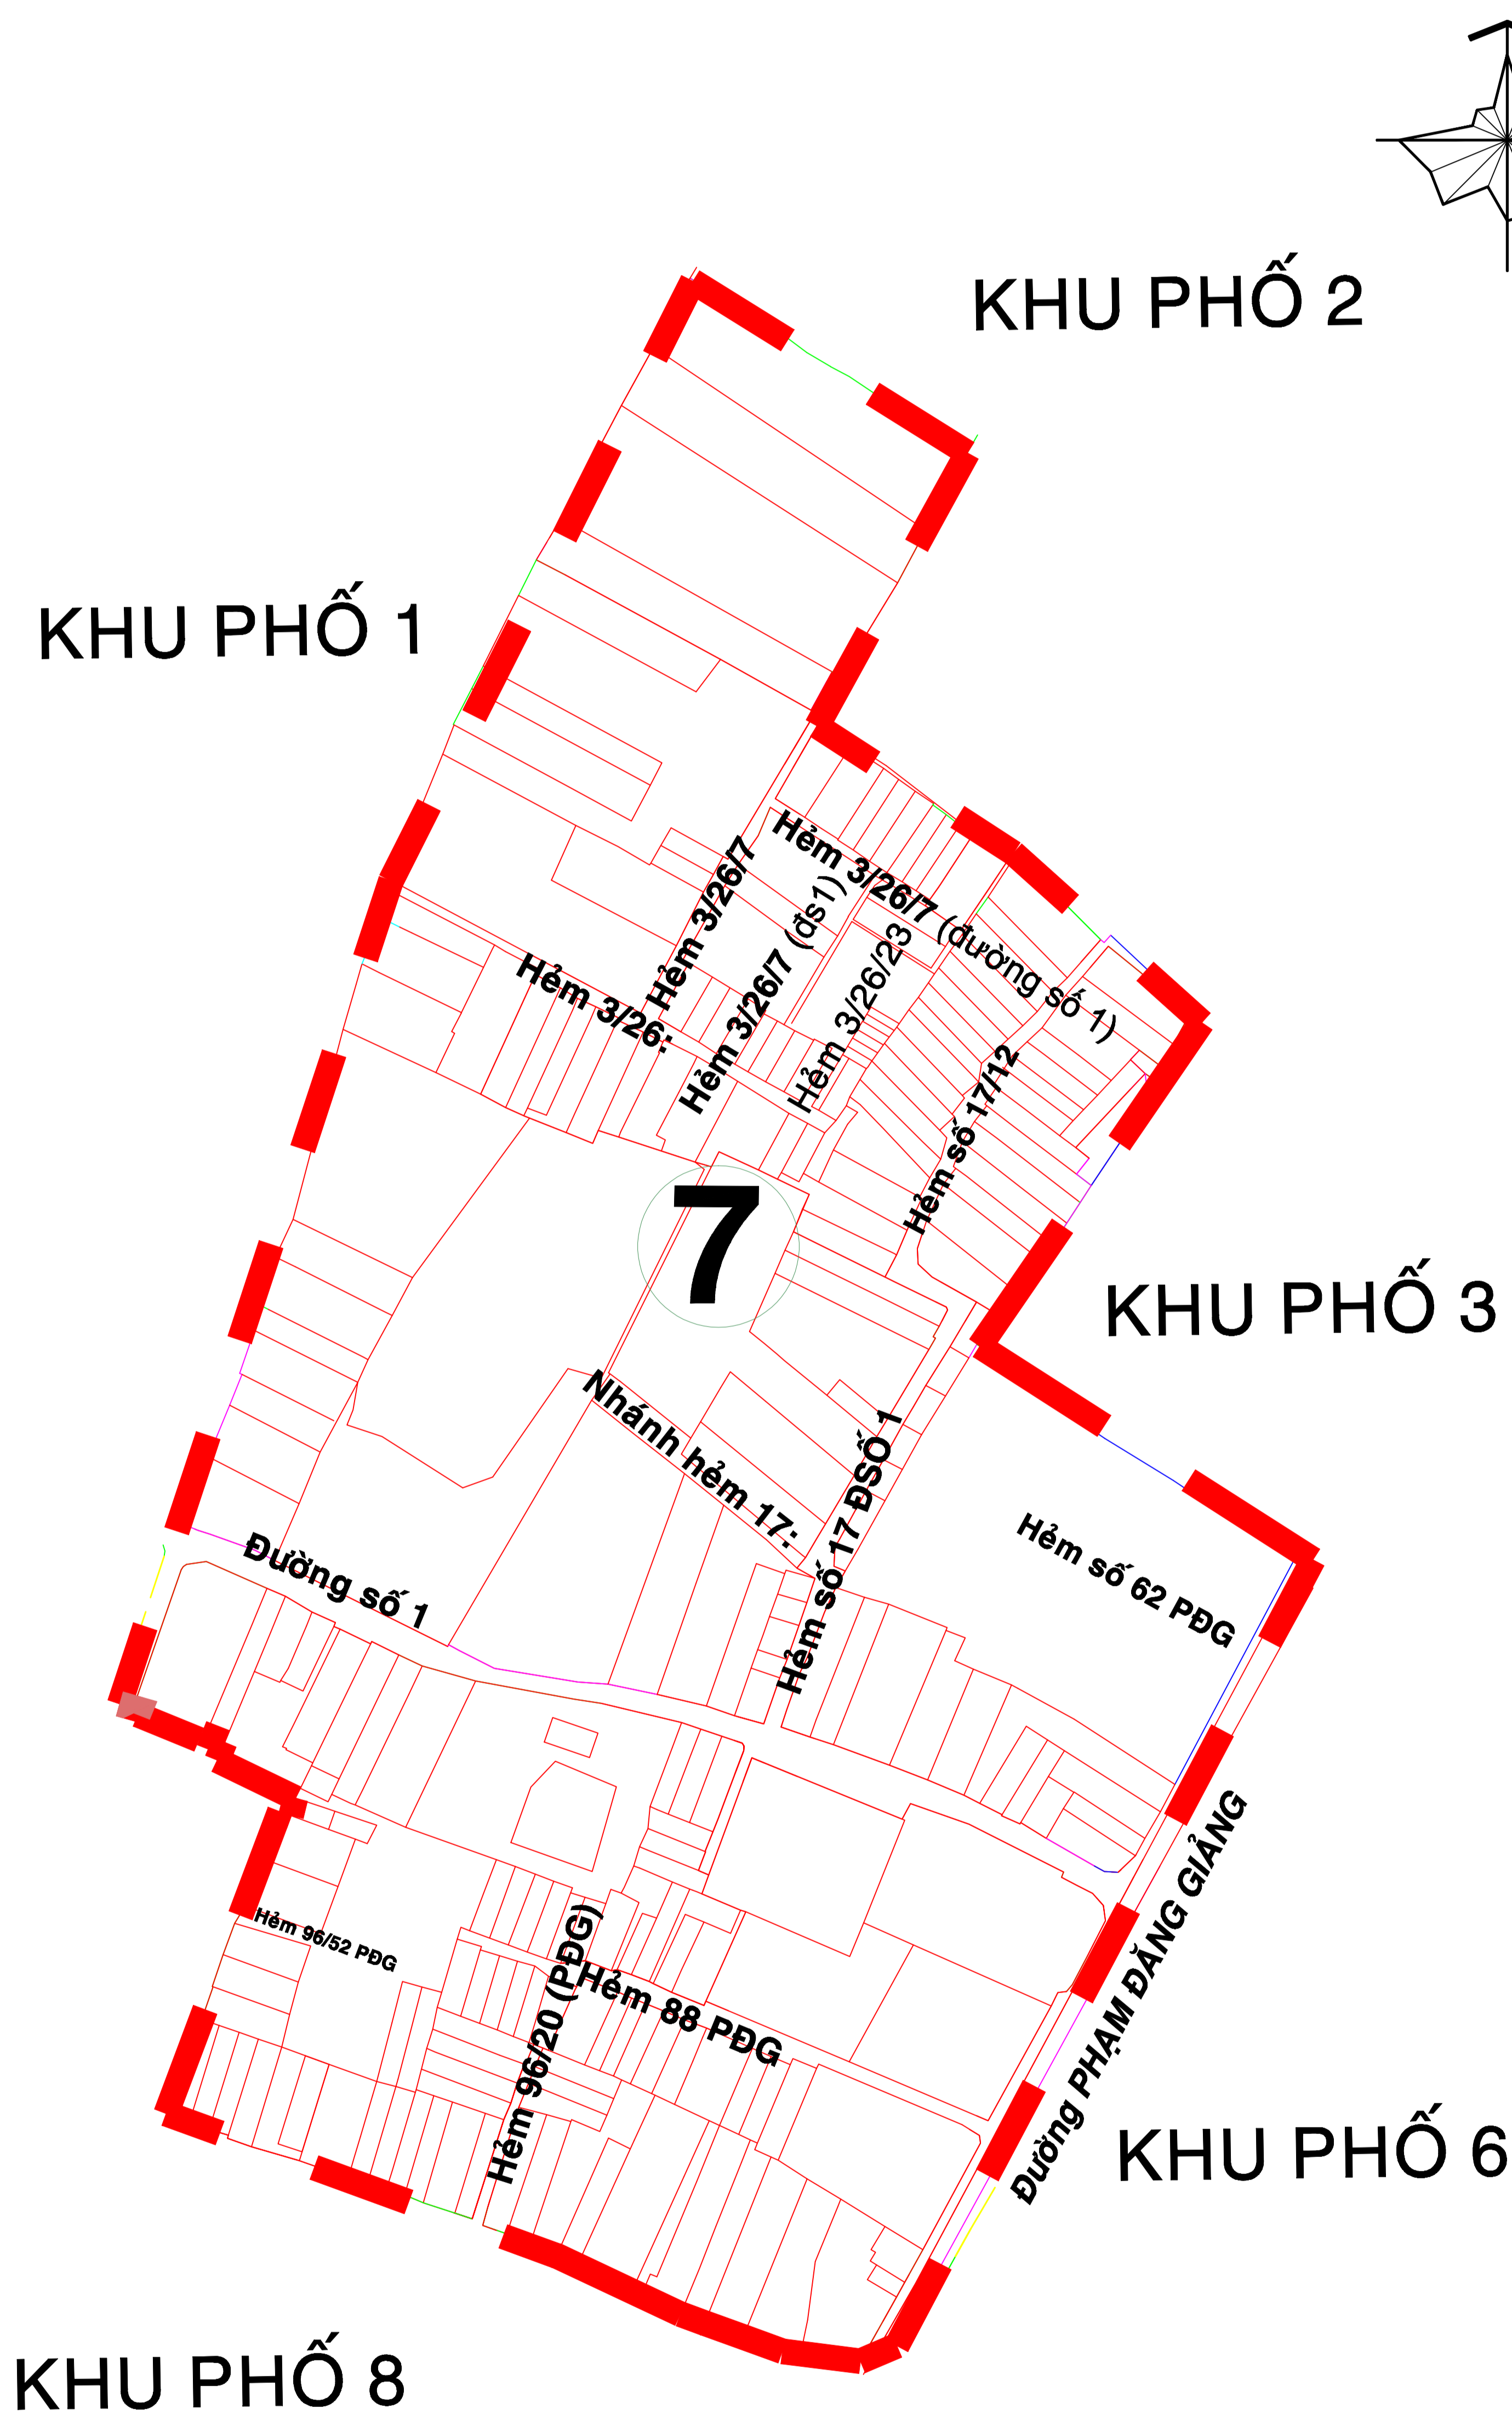 KHU PHỐ 2
KHU PHỐ 1
Hẻm 3/26/7 (đường số 1)
Hẻm 3/26/7
Hẻm 3/26/7 (đs1)
Hẻm 3/26/23
Hẻm 3/26:
Hẻm số 17/12
7
KHU PHỐ 3
Nhánh hẻm 17:
Hẻm số 17 ĐSỐ 1
Hẻm số 62 PĐG
Đường số 1
Đường PHẠM ĐĂNG GIẢNG
Hẻm 96/52 PĐG
Hẻm 96/20 (PĐG)
Hẻm 88 PĐG
KHU PHỐ 6
KHU PHỐ 8